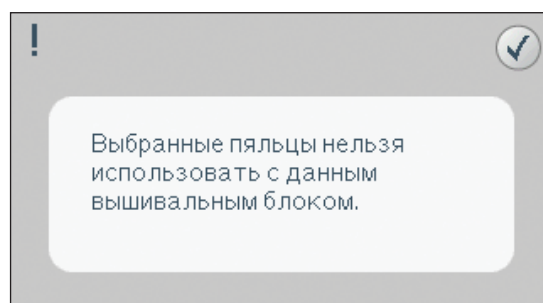 !
Выбранные пяльцы нельзя
использовать с данным
вышивальным блоком.